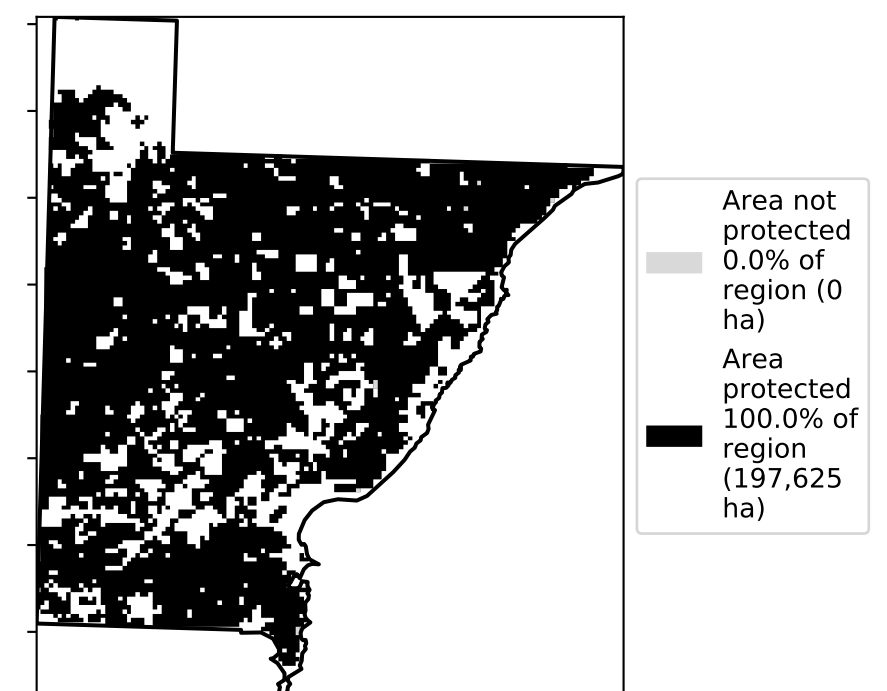 Area not
protected
0.0% of
region (0
ha)
Area
protected
100.0% of
region
(197,625
ha)